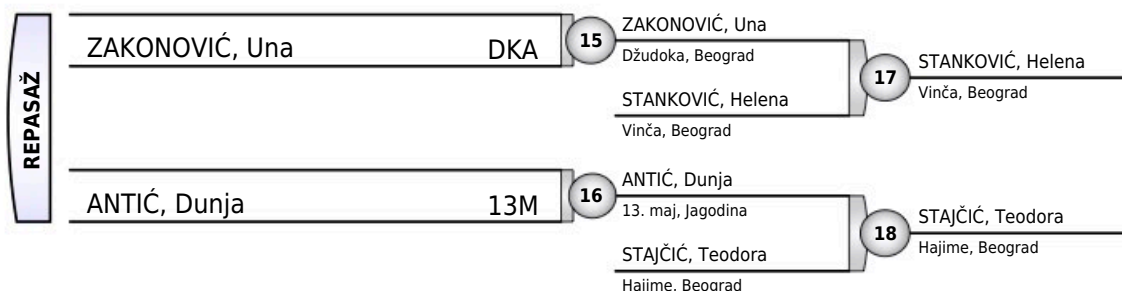 REPASAŽ
ZAKONOVIĆ, Una DKA
15
ZAKONOVIĆ, Una
Džudoka, Beograd
STANKOVIĆ, Helena
Vinča, Beograd
17
STANKOVIĆ, Helena
Vinča, Beograd
ANTIĆ, Dunja 13M
16
ANTIĆ, Dunja
13. maj, Jagodina
STAJČIĆ, Teodora
Hajime, Beograd
18
STAJČIĆ, Teodora
Hajime, Beograd